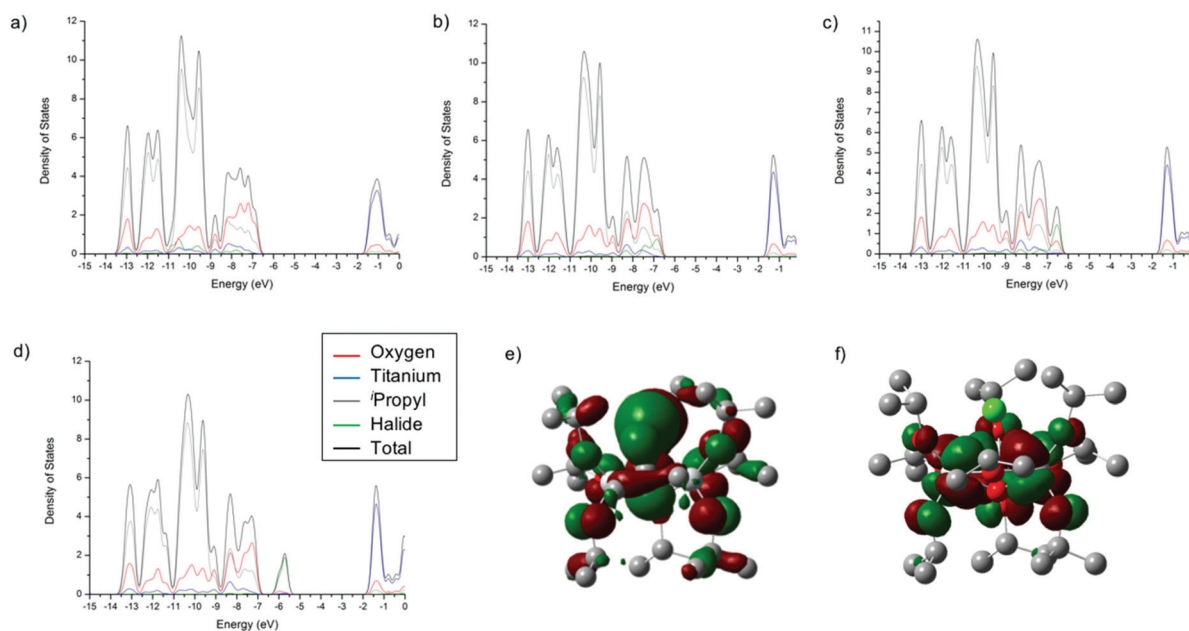 a)
12
10
8
6
4
2
0
Density of States
-15 -14 -13 -12 -11 -10 -9 -8 -7 -6 -5 -4 -3 -2 -1 0
Energy (eV)
b)
12
10
8
6
4
2
0
Density of States
-15 -14 -13 -12 -11 -10 -9 -8 -7 -6 -5 -4 -3 -2 -1
Energy (eV)
c)
11
10
9
8
7
6
5
4
3
2
1
0
Desnity of States
-15 -14 -13 -12 -11 -10 -9 -8 -7 -6 -5 -4 -3 -2 -1
Energy (eV)
d)
12
10
8
6
4
2
0
Density of States
-15 -14 -13 -12 -11 -10 -9 -8 -7 -6 -5 -4 -3 -2 -1 0
Energy (eV)
Oxygen
Titanium
iPropyl
Halide
Total
e)
f)